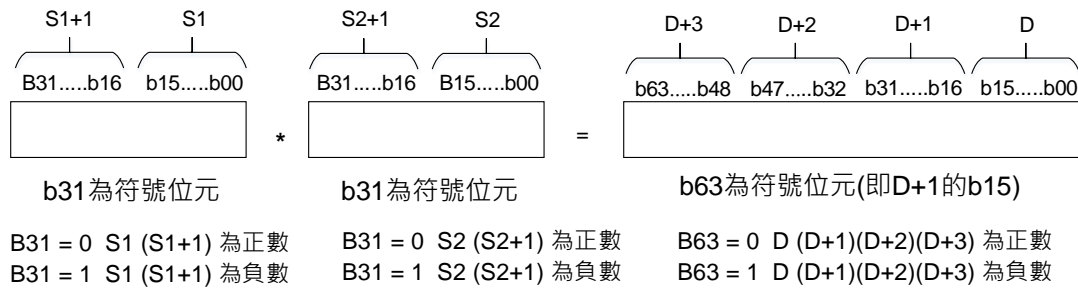 S1+1 S1 S2+1 S2 D+3 D+2 D+1 D
B31.....b16 b15.....b00 B31.....b16 B15.....b00 b63.....b48 b47.....b32 b31.....b16 b15.....b00
* =
b31為符號位元 b31為符號位元 b63為符號位元(即D+1的b15)
B31 = 0 S1 (S1+1) 為正數 B31 = 0 S2 (S2+1) 為正數 B63 = 0 D (D+1)(D+2)(D+3) 為正數
B31 = 1 S1 (S1+1) 為負數 B31 = 1 S2 (S2+1) 為負數 B63 = 1 D (D+1)(D+2)(D+3) 為負數